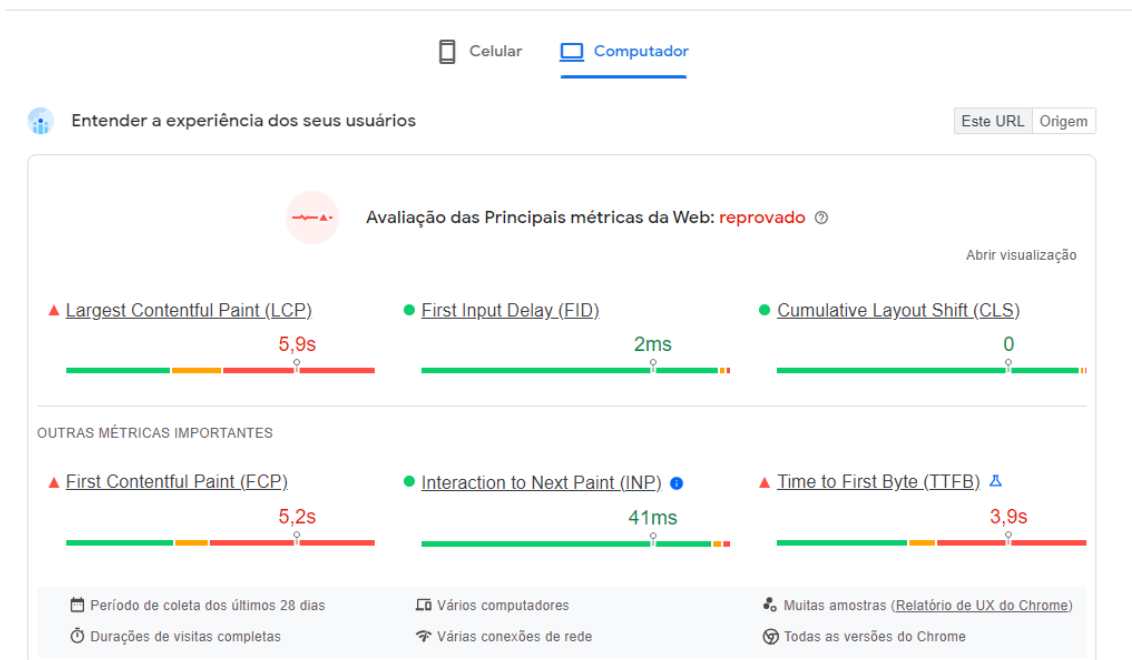 Celular Computador
Entender a experiência dos seus usuários Este URL Origem
Avaliação das Principais métricas da Web: reprovado
Abrir visualização
Largest Contentful Paint (LCP) First Input Delay (FID) Cumulative Layout Shift (CLS)
5,9s 2ms 0
OUTRAS MÉTRICAS IMPORTANTES
First Contentful Paint (FCP) Interaction to Next Paint (INP) Time to First Byte (TTFB)
5,2s 41ms 3,9s
Período de coleta dos últimos 28 dias Vários computadores Muitas amostras (Relatório de UX do Chrome)
Durações de visitas completas Várias conexões de rede Todas as versões do Chrome